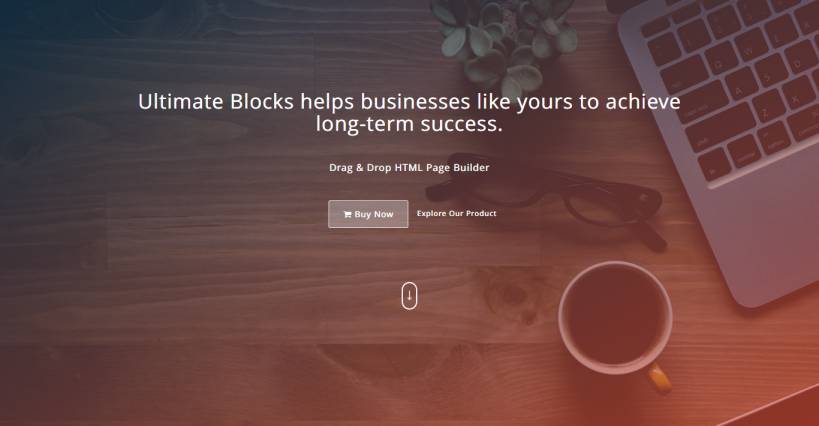 Ultimate Blocks helps businesses like yours to achieve
long-term success.
Drag & Drop HTML Page Builder
Buy Now Explore Our Product